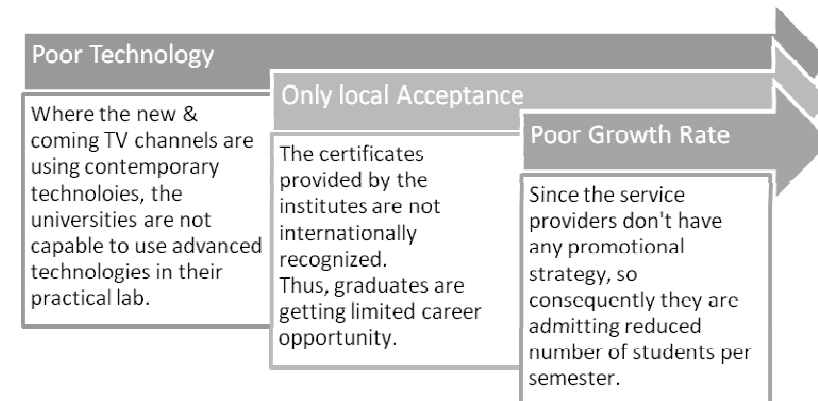 Poor Technology
Where the new &
coming TV channels are
using contemporary
technoloies, the
universities are not
capable to use advanced
technologies in their
practical lab.
Only local Acceptance
The certificates
provided by the
institutes are not
internationally
recognized.
Thus, graduates are
getting limited career
opportunity.
Poor Growth Rate
Since the service
providers don't have
any promotional
strategy, so
consequently they are
admitting reduced
number of students per
semester.